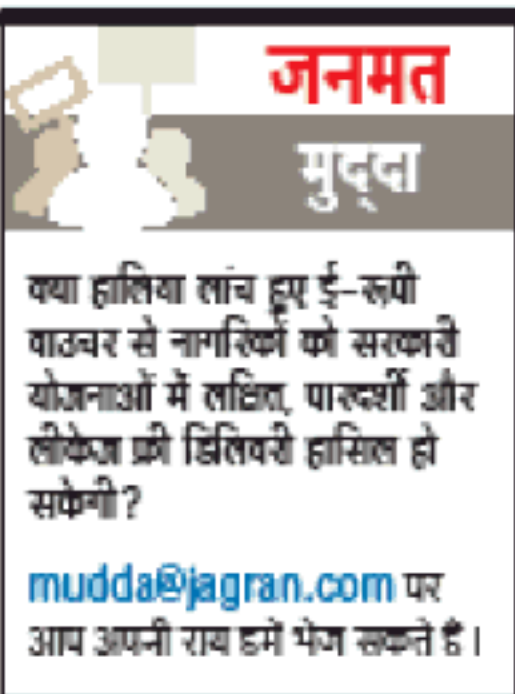 जनमत
मुद्दा
क्या हालिया लांच हुए ई-रूपी
वाउचर से नागरिकों को सरकारी
योजनाओं में लक्षित, पारदर्शी और
लीकेज फ्री डिलिवरी हासिल हो
सकेगी?
mudda@jagran.com पर
आप अपनी राय हमें भेज सकते हैं।